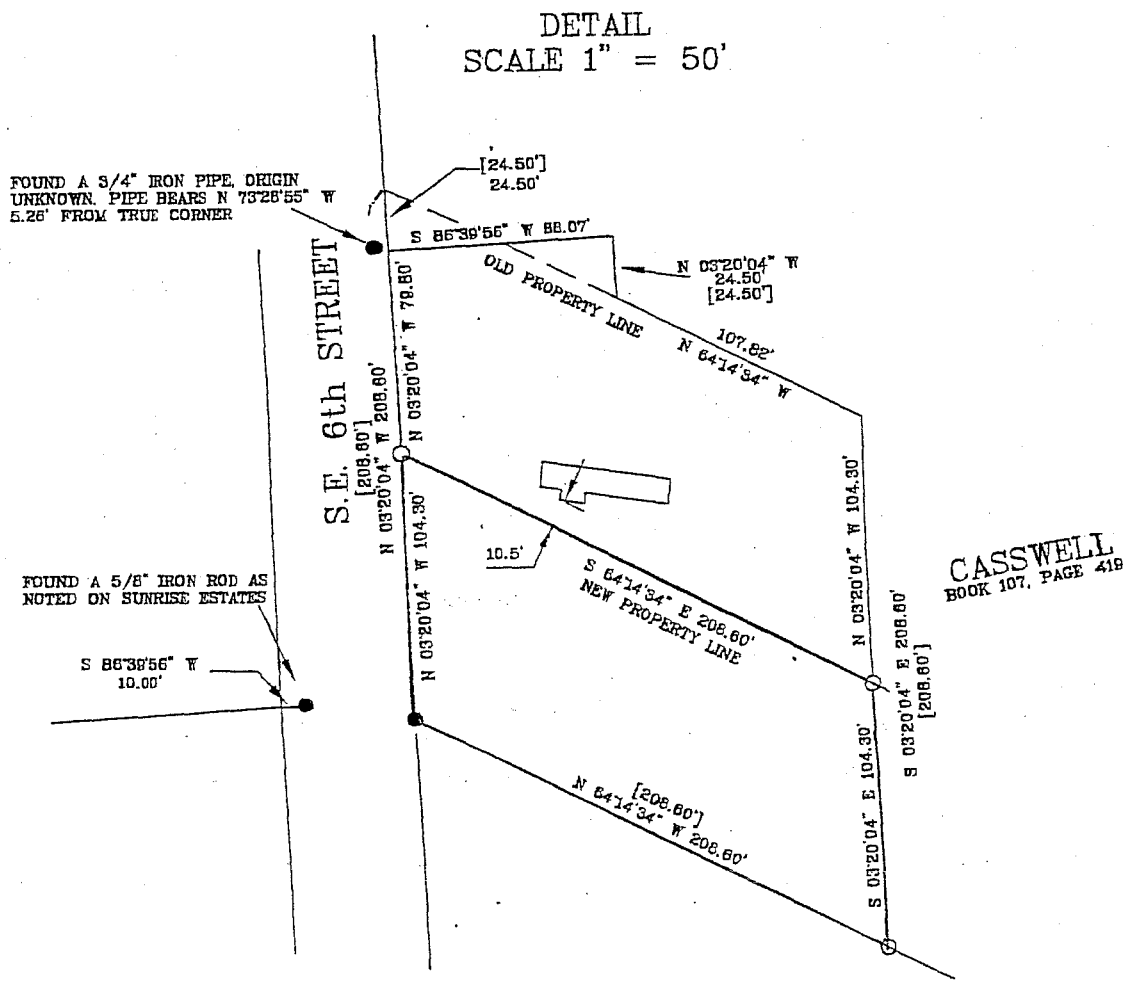 DETAIL
SCALE 1" = 50'
[24.50']
24.50'
FOUND A 3/4" IRON PIPE, ORIGIN
UNKNOWN. PIPE BEARS N 73°28'55" W
5.26' FROM TRUE CORNER
S 86°39'56" W 88.07'
N 03°20'04" W
24.50'
[24.50']
OLD PROPERTY LINE
107.82'
N 64°14'34" W
S.E. 6th STREET
N 03°20'04" W 79.80'
[208.60']
N 03°20'04" W 208.60'
N 03°20'04" W 104.30'
10.5'
S 64°14'34" E 208.60'
NEW PROPERTY LINE
N 03°20'04" W 104.30'
CASSWELL
BOOK 107, PAGE 419
S 03°20'04" E 208.60'
[208.60']
FOUND A 5/8" IRON ROD AS
NOTED ON SUNRISE ESTATES
S 86°39'56" W
10.00'
[208.60']
N 64°14'34" W 208.60'
S 03°20'04" E 104.30'